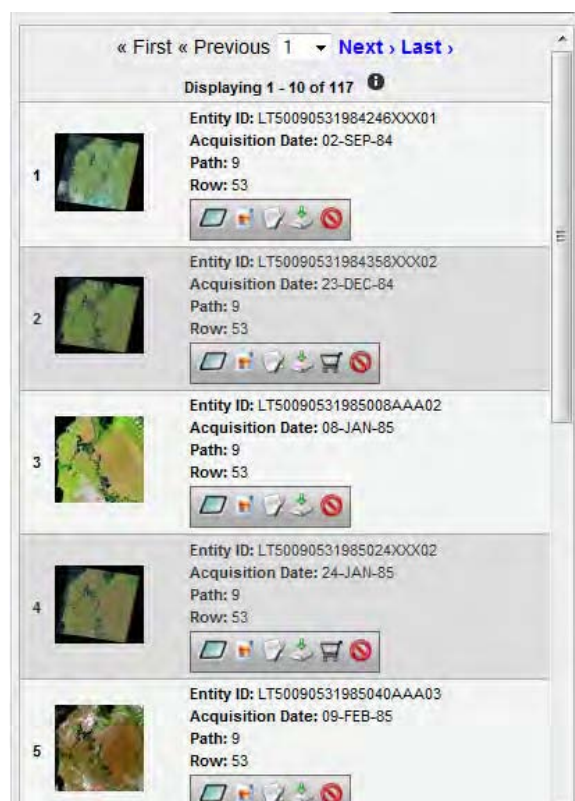 « First « Previous 1 Next › Last ›
Displaying 1 - 10 of 117
1
Entity ID: LT50090531984246XXX01
Acquisition Date: 02-SEP-84
Path: 9
Row: 53
2
Entity ID: LT50090531984358XXX02
Acquisition Date: 23-DEC-84
Path: 9
Row: 53
3
Entity ID: LT50090531985008AAA02
Acquisition Date: 08-JAN-85
Path: 9
Row: 53
4
Entity ID: LT50090531985024XXX02
Acquisition Date: 24-JAN-85
Path: 9
Row: 53
5
Entity ID: LT50090531985040AAA03
Acquisition Date: 09-FEB-85
Path: 9
Row: 53